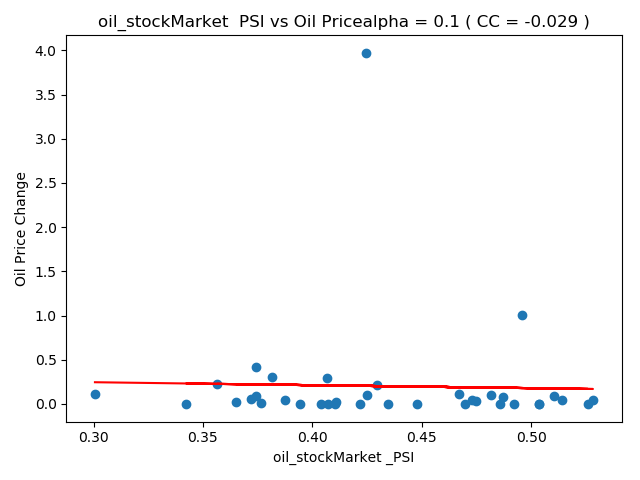 oil_stockMarket  PSI vs Oil Pricealpha = 0.1 ( CC = -0.029 )
4.0
3.5
3.0
2.5
2.0
1.5
1.0
0.5
0.0
Oil Price Change
0.30 0.35 0.40 0.45 0.50
oil_stockMarket _PSI